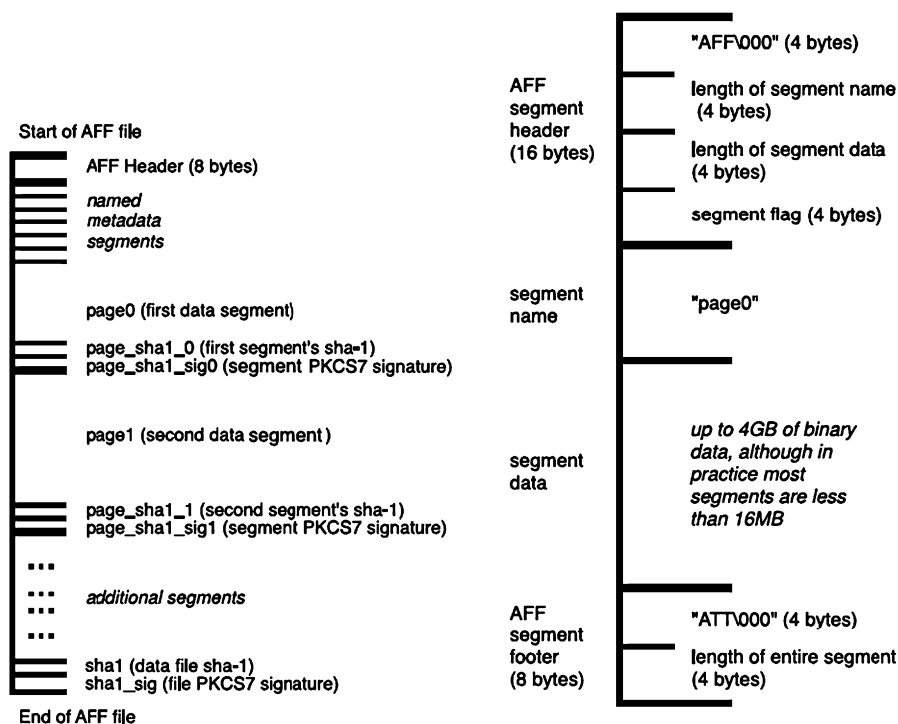 Start of AFF file
AFF Header (8 bytes)
named
metadata
segments
page0 (first data segment)
page_sha1_0 (first segment's sha-1)
page_sha1_sig0 (segment PKCS7 signature)
page1 (second data segment)
page_sha1_1 (second segment's sha-1)
page_sha1_sig1 (segment PKCS7 signature)
...
...
additional segments
...
...
sha1 (data file sha-1)
sha1_sig (file PKCS7 signature)
End of AFF file
AFF
segment
header
(16 bytes)
"AFF\000" (4 bytes)
length of segment name
(4 bytes)
length of segment data
(4 bytes)
segment flag (4 bytes)
segment
name
"page0"
segment
data
up to 4GB of binary
data, although in
practice most
segments are less
than 16MB
AFF
segment
footer
(8 bytes)
"ATT\000" (4 bytes)
length of entire segment
(4 bytes)